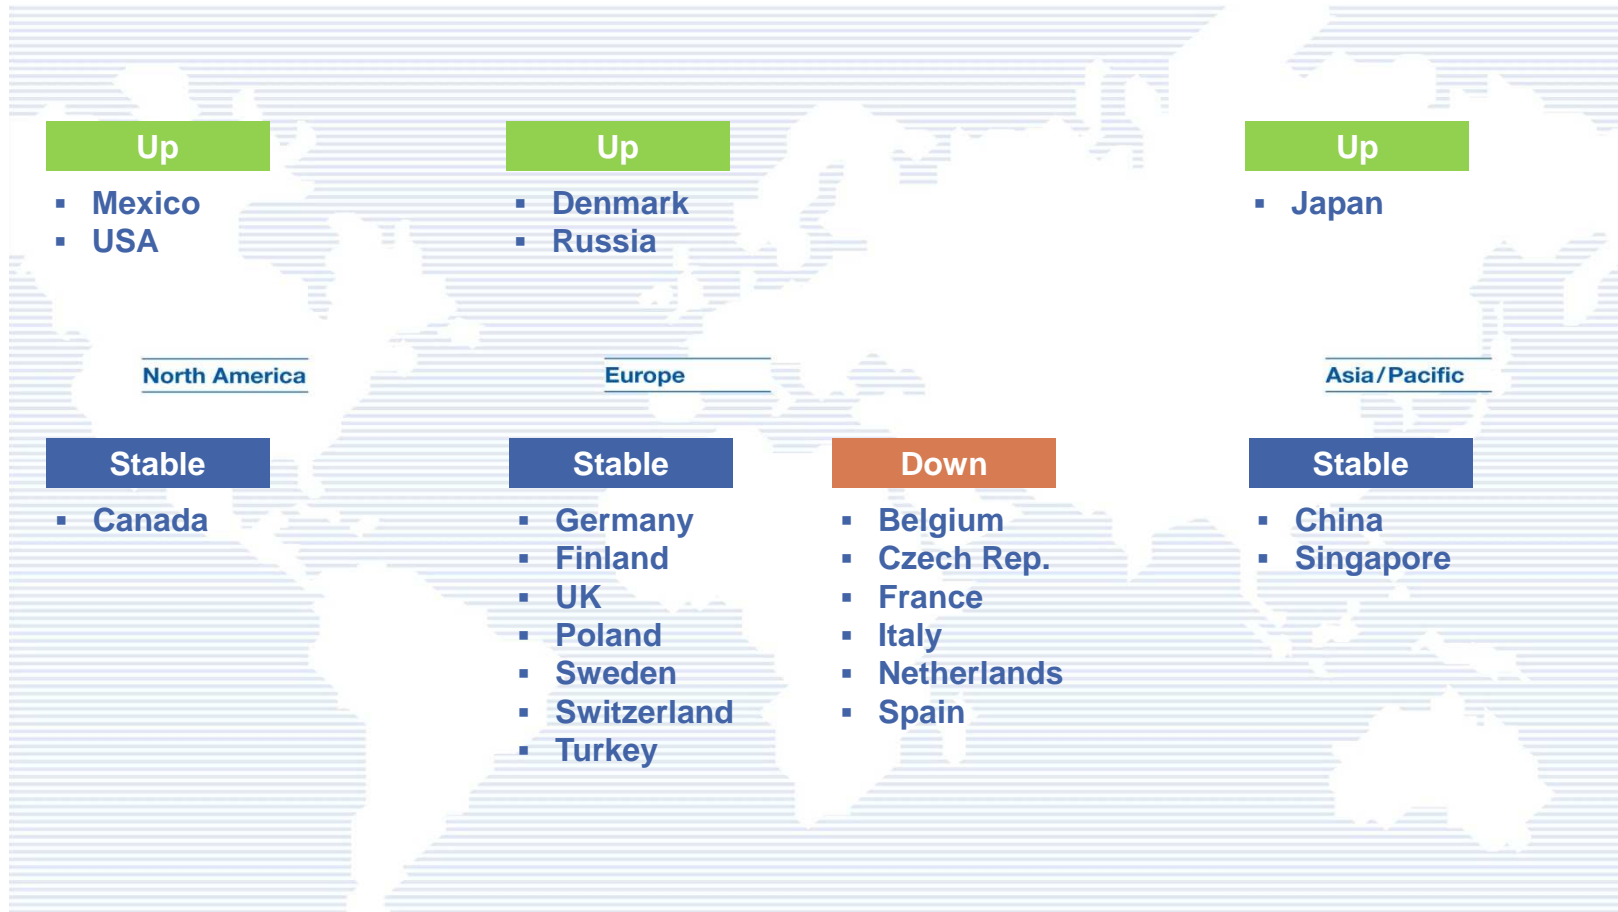 Up
▪ Mexico
▪ USA
North America
Stable
▪ Canada
Up
▪ Denmark
▪ Russia
Europe
Stable
▪ Germany
▪ Finland
▪ UK
▪ Poland
▪ Sweden
▪ Switzerland
▪ Turkey
Down
▪ Belgium
▪ Czech Rep.
▪ France
▪ Italy
▪ Netherlands
▪ Spain
Up
▪ Japan
Asia/Pacific
Stable
▪ China
▪ Singapore